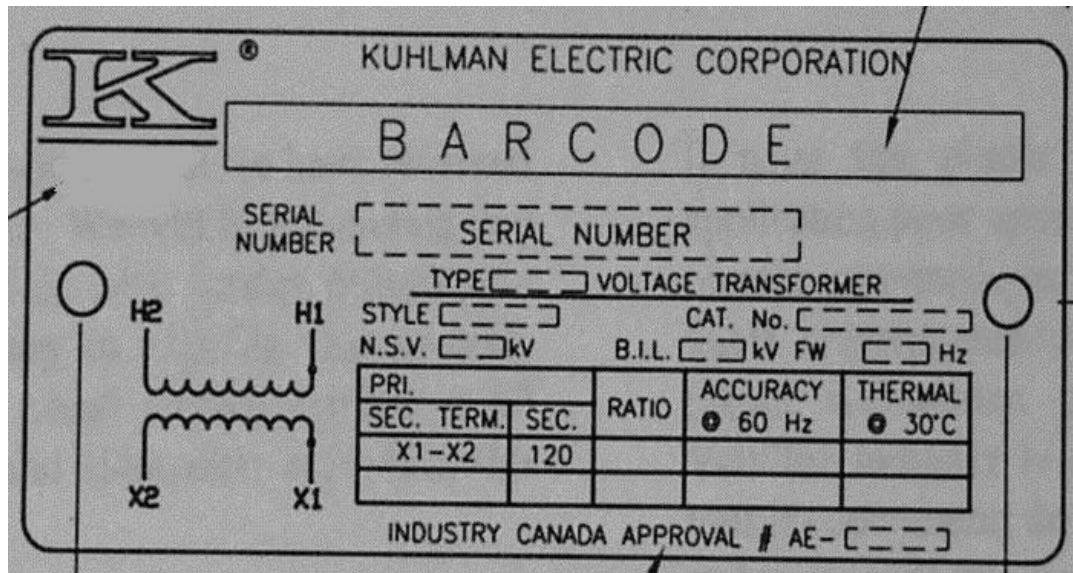 K ®
KUHLMAN ELECTRIC CORPORATION
BARCODE
SERIAL NUMBER SERIAL NUMBER
TYPE VOLTAGE TRANSFORMER
STYLE CAT. No.
N.S.V. kV B.I.L. kV FW Hz
H2 H1
X2 X1
PRI. RATIO ACCURACY @ 60 Hz THERMAL @ 30°C
SEC. TERM. SEC.
X1-X2 120
INDUSTRY CANADA APPROVAL # AE-